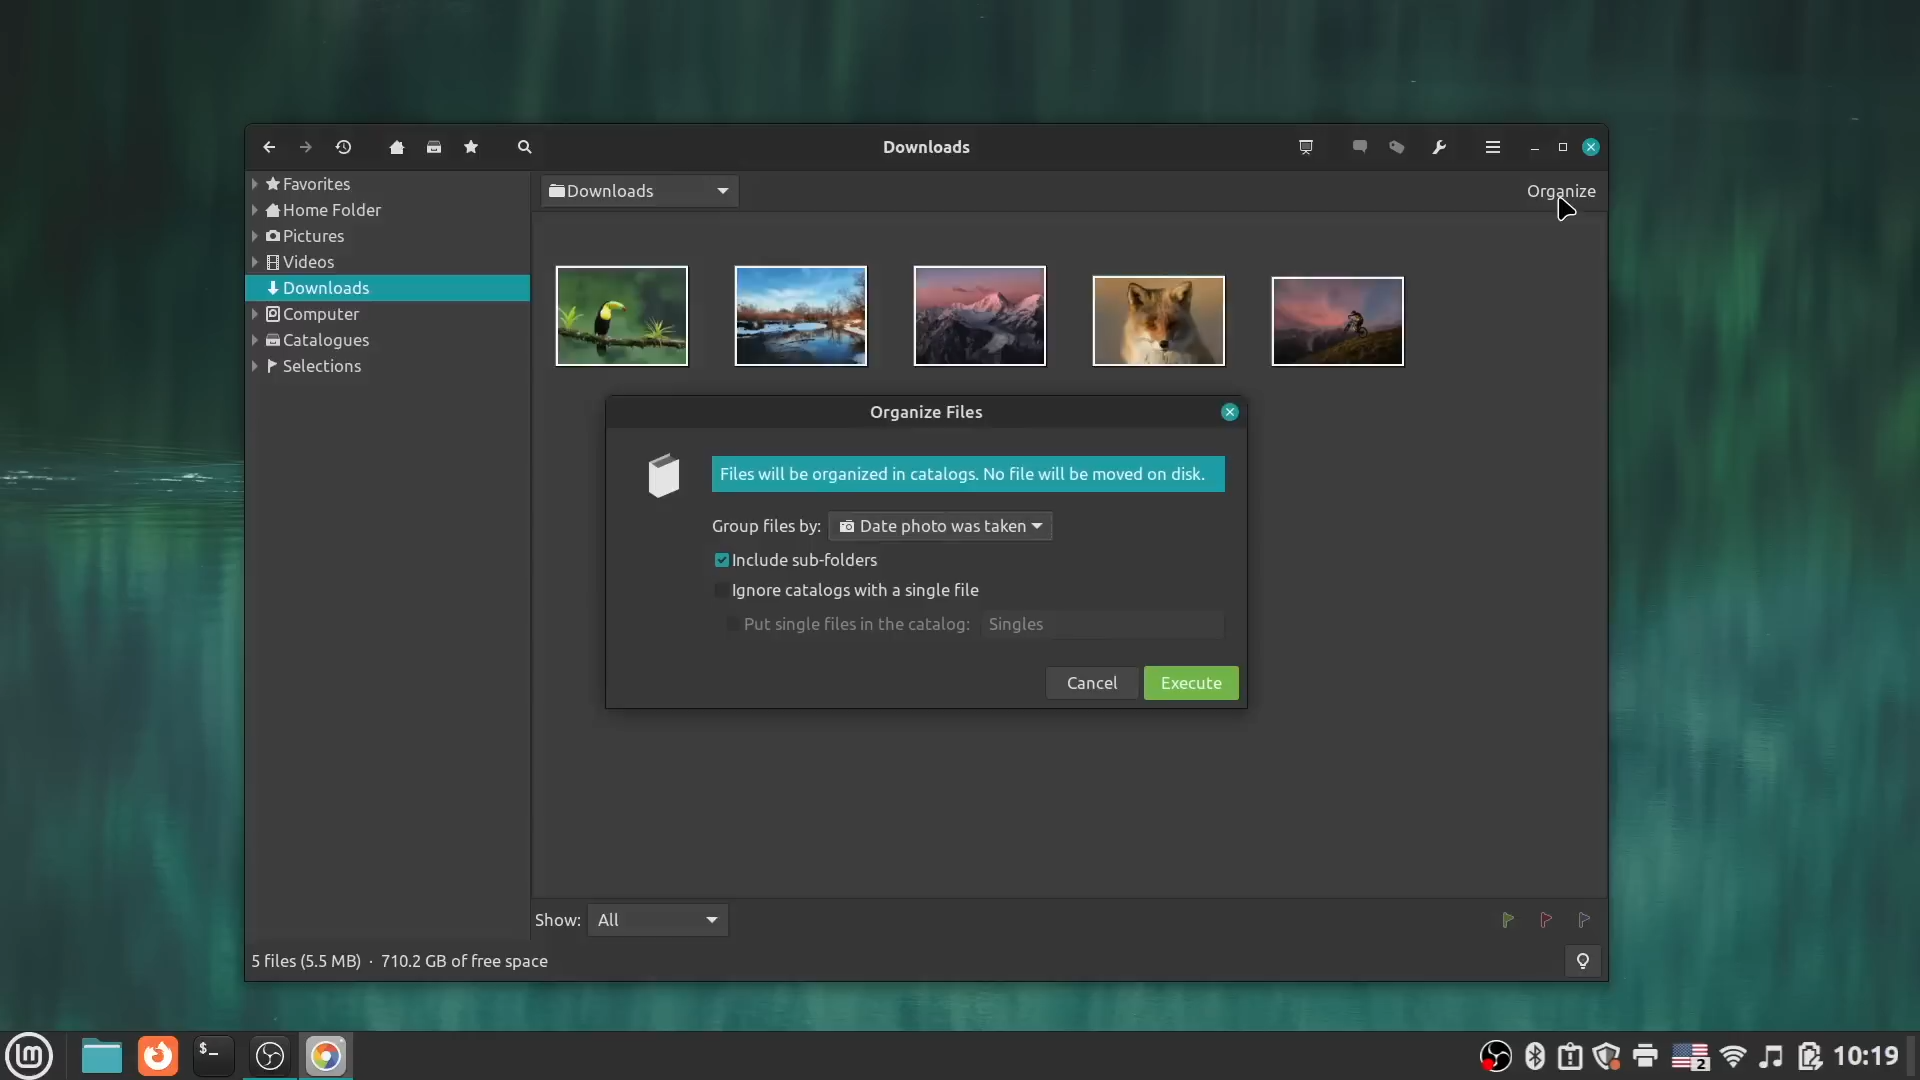 Downloads
Favorites
Home Folder
Pictures
Videos
Downloads
Computer
Catalogues
Selections
Downloads
Organize
Organize Files
Files will be organized in catalogs. No file will be moved on disk.
Group files by: Date photo was taken
Include sub-folders
Ignore catalogs with a single file
Put single files in the catalog: Singles
Cancel Execute
Show: All
5 files (5.5 MB) · 710.2 GB of free space
lm
$_
2
10:19